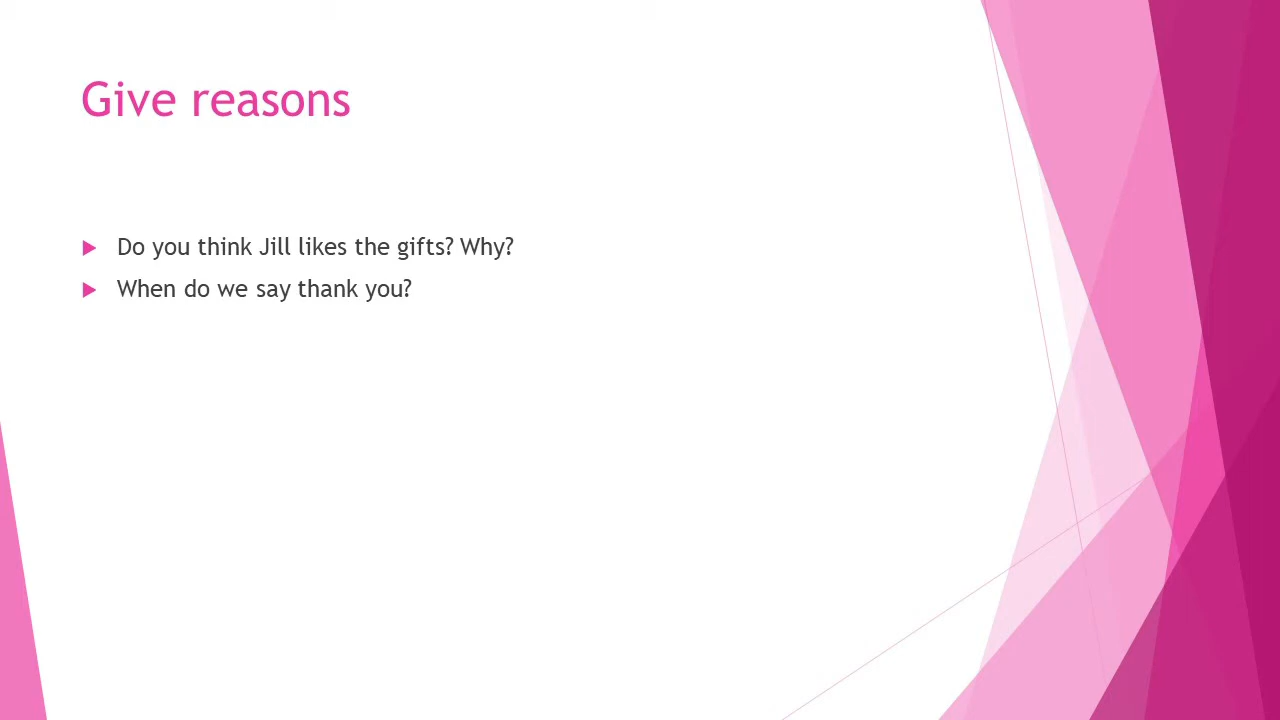 Give reasons
Do you think Jill likes the gifts? Why?
When do we say thank you?